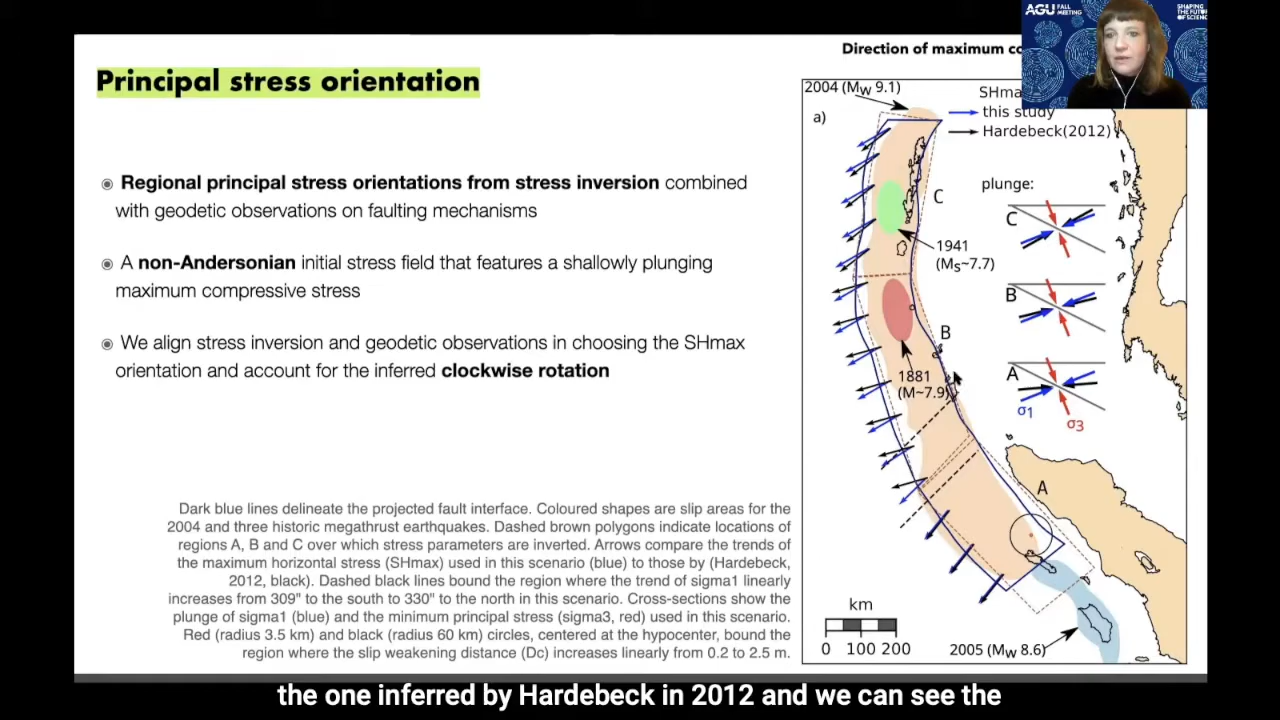 AGU FALL
MEETING
SHAPING
THE FUTURE
OF SCIENCE
Direction of maximum
Principal stress orientation
2004 (Mw 9.1)
a)
this study
Hardebeck(2012)
Regional principal stress orientations from stress inversion combined
with geodetic observations on faulting mechanisms
A non-Andersonian initial stress field that features a shallowly plunging
maximum compressive stress
We align stress inversion and geodetic observations in choosing the SHmax
orientation and account for the inferred clockwise rotation
plunge:
C
C
1941
(Ms~7.7)
B
B
1881
(M~7.9)
A
σ1
σ3
A
Dark blue lines delineate the projected fault interface. Coloured shapes are slip areas for the
2004 and three historic megathrust earthquakes. Dashed brown polygons indicate locations of
regions A, B and C over which stress parameters are inverted. Arrows compare the trends of
the maximum horizontal stress (SHmax) used in this scenario (blue) to those by (Hardebeck,
2012, black). Dashed black lines bound the region where the trend of sigma1 linearly
increases from 309" to the south to 330" to the north in this scenario. Cross-sections show the
plunge of sigma1 (blue) and the minimum principal stress (sigma3, red) used in this scenario.
Red (radius 3.5 km) and black (radius 60 km) circles, centered at the hypocenter, bound the
region where the slip weakening distance (Dc) increases linearly from 0.2 to 2.5 m.
km
0 100 200
2005 (Mw 8.6)
the one inferred by Hardebeck in 2012 and we can see the